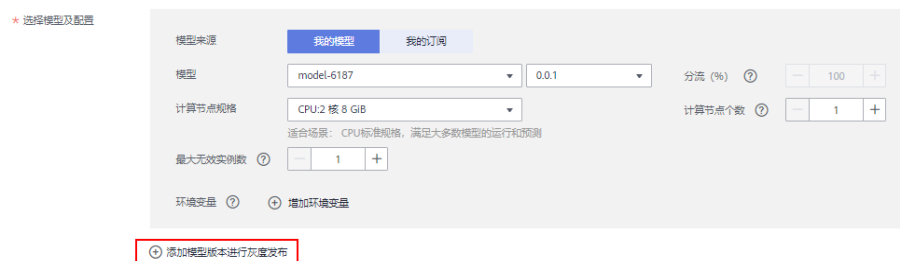 * 选择模型及配置
模型来源 我的模型 我的订阅
模型 model-6187 0.0.1 分流 (%) ? — 100 +
计算节点规格 CPU:2 核 8 GiB 计算节点个数 ? — 1 +
适合场景： CPU标准规格，满足大多数模型的运行和预测
最大无效实例数 ? — 1 +
环境变量 ? 增加环境变量
添加模型版本进行灰度发布